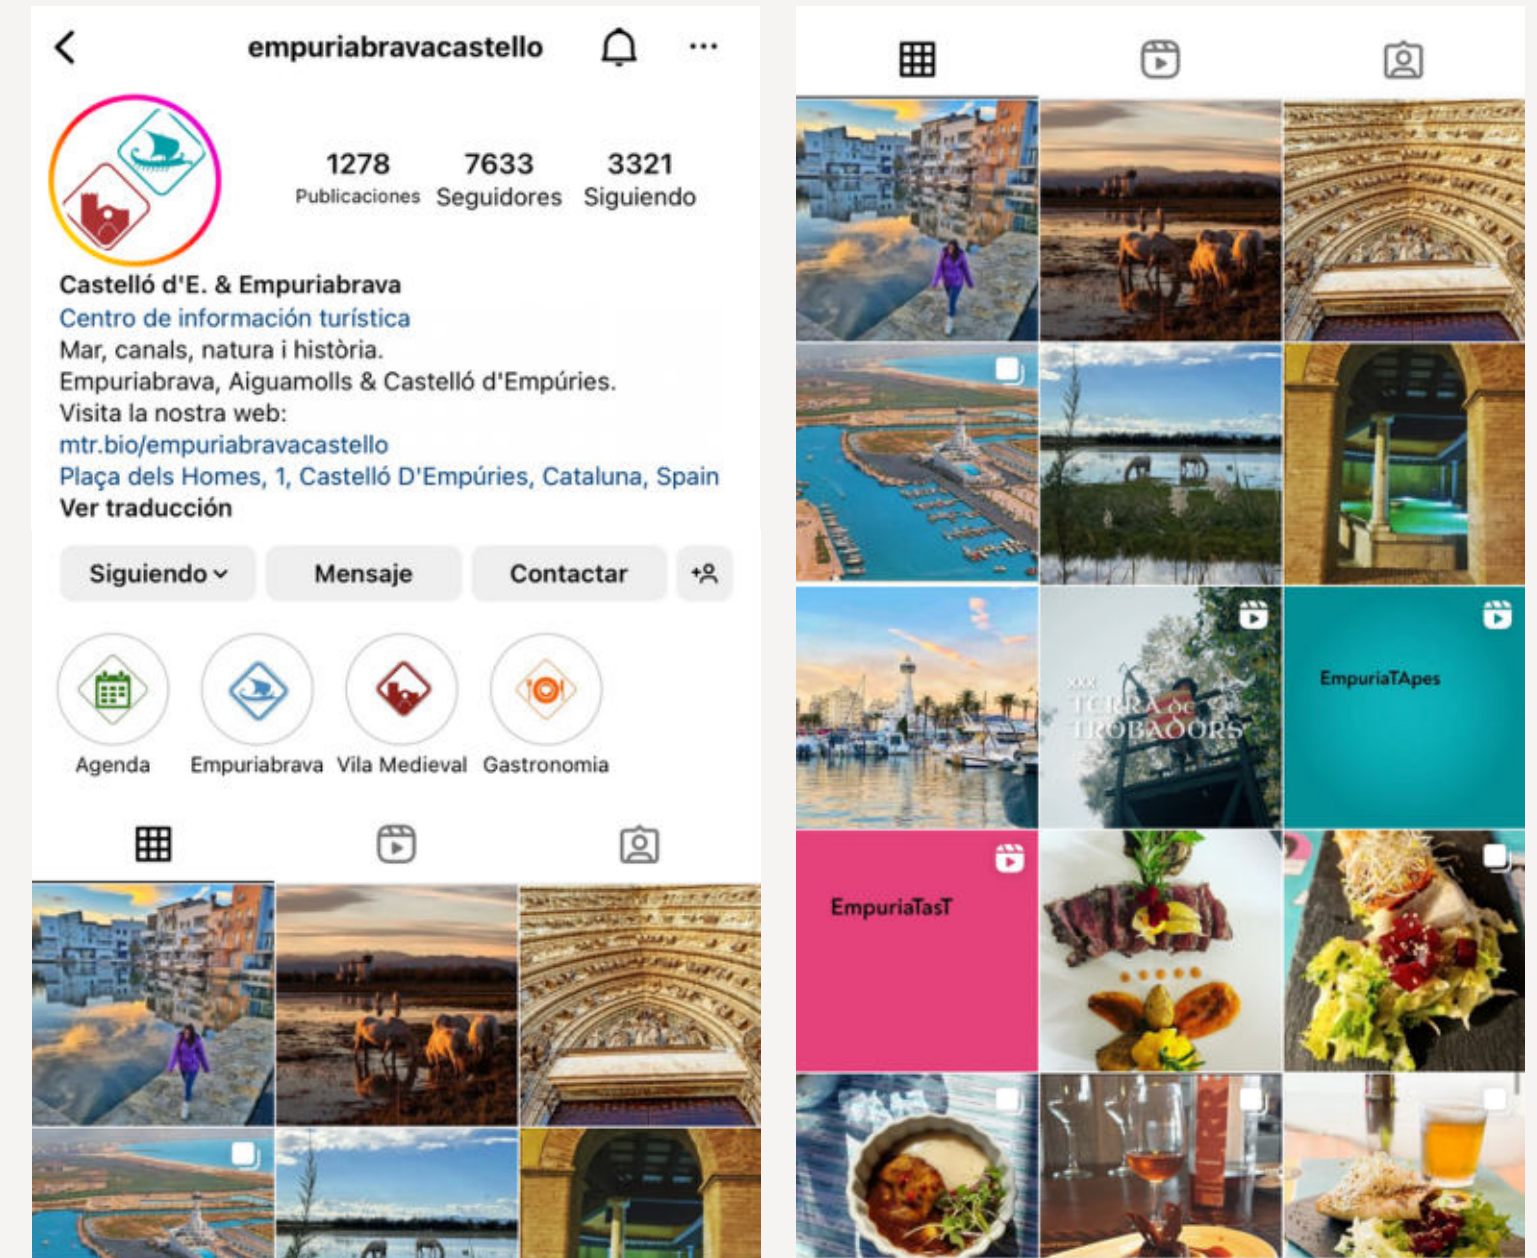 empuriabravacastello
1278 7633 3321
Publicaciones Seguidores Siguiendo
Castelló d'E. & Empuriabrava
Centro de información turística
Mar, canals, natura i història.
Empuriabrava, Aiguamolls & Castelló d'Empúries.
Visita la nostra web:
mtr.bio/empuriabravacastello
Plaça dels Homes, 1, Castelló D'Empúries, Cataluna, Spain
Ver traducción
Siguiendo Mensaje Contactar
Agenda Empuriabrava Vila Medieval Gastronomia
XXX
TERRA de
TROBADORS
EmpuriaTApes
EmpuriaTasT